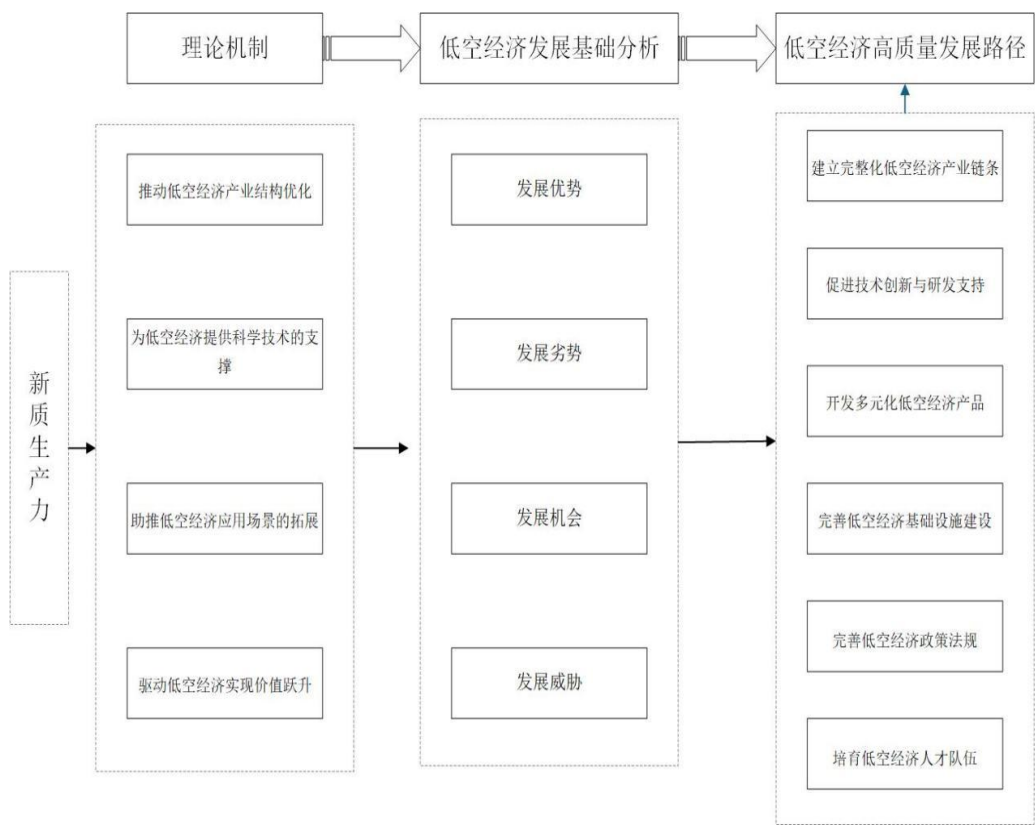 理论机制
低空经济发展基础分析
低空经济高质量发展路径
新质生产力
推动低空经济产业结构优化
为低空经济提供科学技术的支
撑
助推低空经济应用场景的拓展
驱动低空经济实现价值跃升
发展优势
发展劣势
发展机会
发展威胁
建立完整化低空经济产业链条
促进技术创新与研发支持
开发多元化低空经济产品
完善低空经济基础设施建设
完善低空经济政策法规
培育低空经济人才队伍